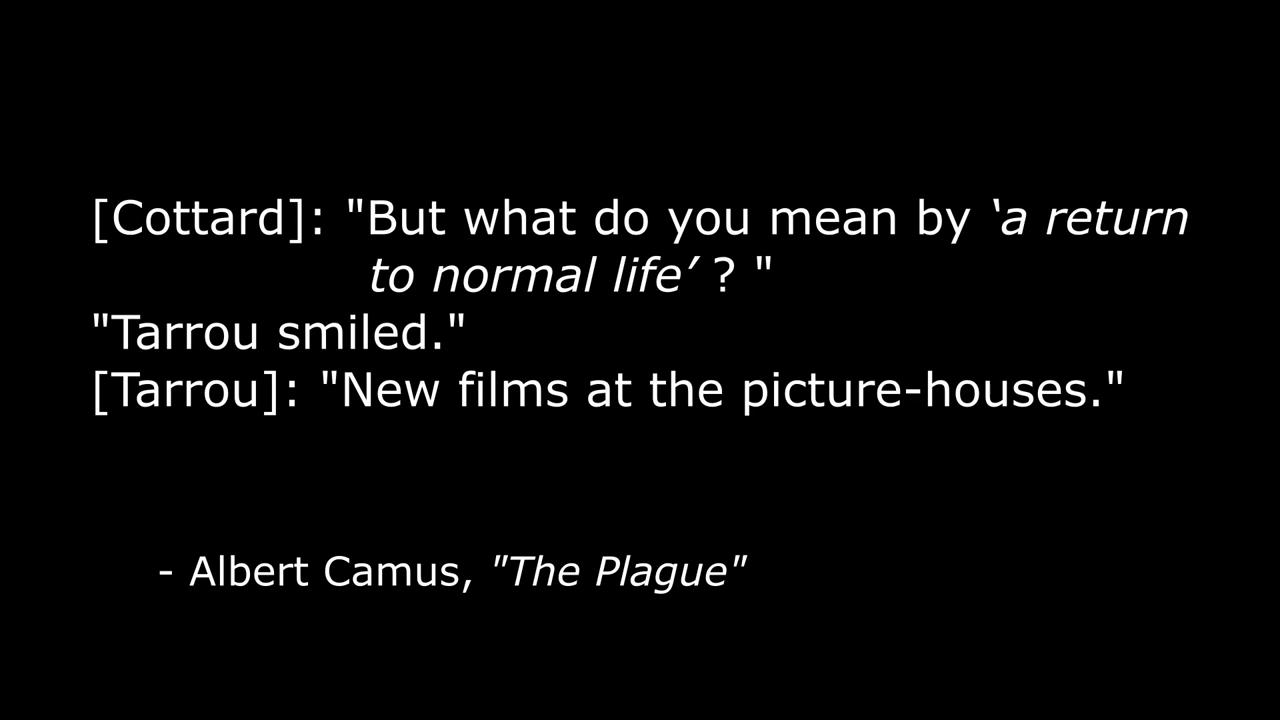 [Cottard]: "But what do you mean by ‘a return
to normal life’ ? "
"Tarrou smiled."
[Tarrou]: "New films at the picture-houses."
- Albert Camus, "The Plague"